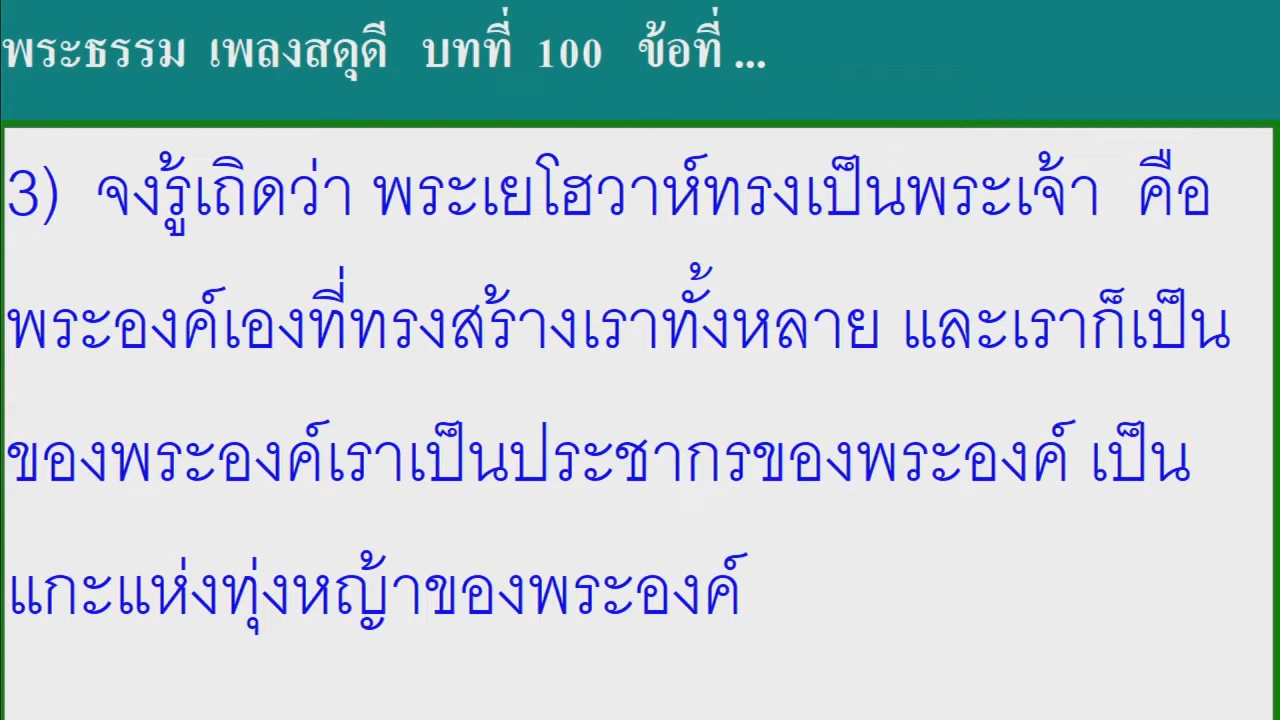 พระธรรม เพลงสดุดี บทที่ 100 ข้อที่ ...
3) จงรู้เถิดว่า พระเยโฮวาห์ทรงเป็นพระเจ้า คือ
พระองค์เองที่ทรงสร้างเราทั้งหลาย และเราก็เป็น
ของพระองค์เราเป็นประชากรของพระองค์ เป็น
แกะแห่งทุ่งหญ้าของพระองค์